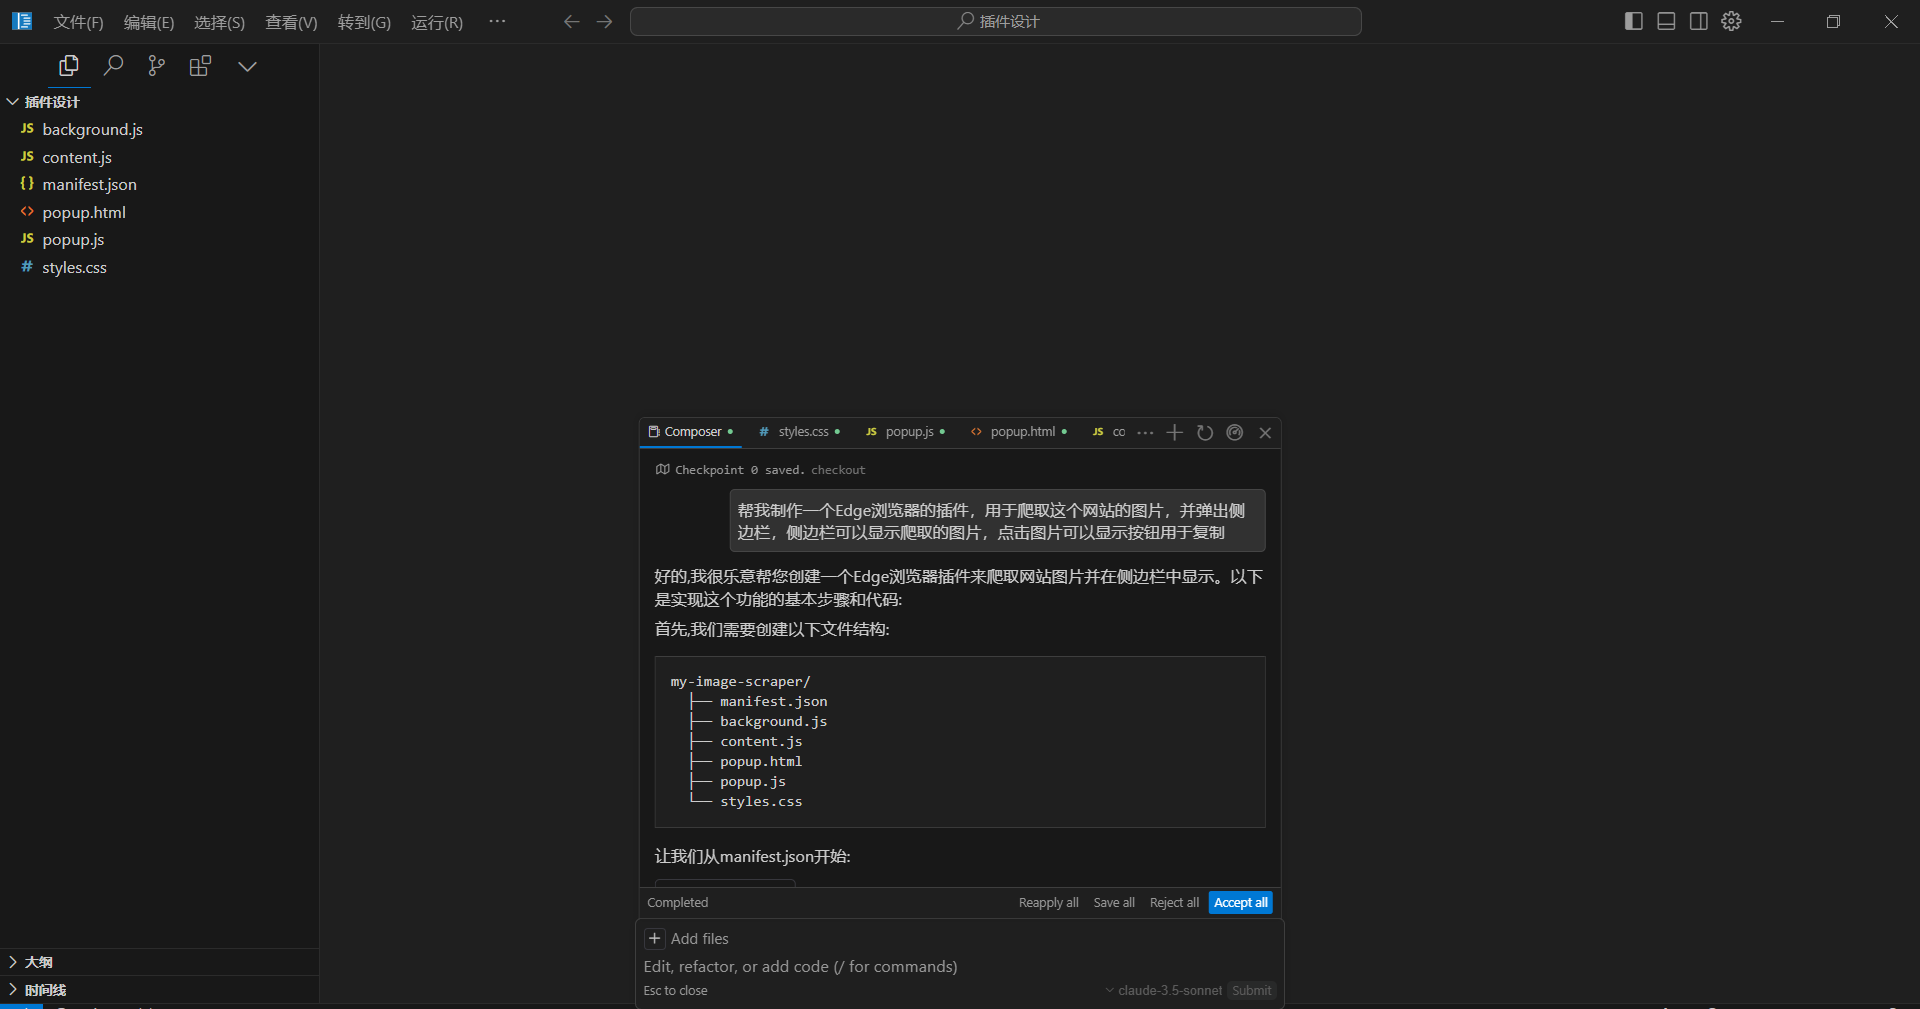 文件(F) 编辑(E) 选择(S) 查看(V) 转到(G) 运行(R) ··· 插件设计
插件设计
JS background.js
JS content.js
{} manifest.json
<> popup.html
JS popup.js
# styles.css
大纲
时间线
Composer • # styles.css • JS popup.js • <> popup.html • JS co ···
Checkpoint 0 saved. checkout
帮我制作一个Edge浏览器的插件，用于爬取这个网站的图片，并弹出侧
边栏，侧边栏可以显示爬取的图片，点击图片可以显示按钮用于复制
好的,我很乐意帮您创建一个Edge浏览器插件来爬取网站图片并在侧边栏中显示。以下
是实现这个功能的基本步骤和代码:
首先,我们需要创建以下文件结构:
my-image-scraper/
├── manifest.json
├── background.js
├── content.js
├── popup.html
├── popup.js
└── styles.css
让我们从manifest.json开始:
Completed Reapply all Save all Reject all Accept all
+ Add files
Edit, refactor, or add code (/ for commands)
Esc to close claude-3.5-sonnet Submit